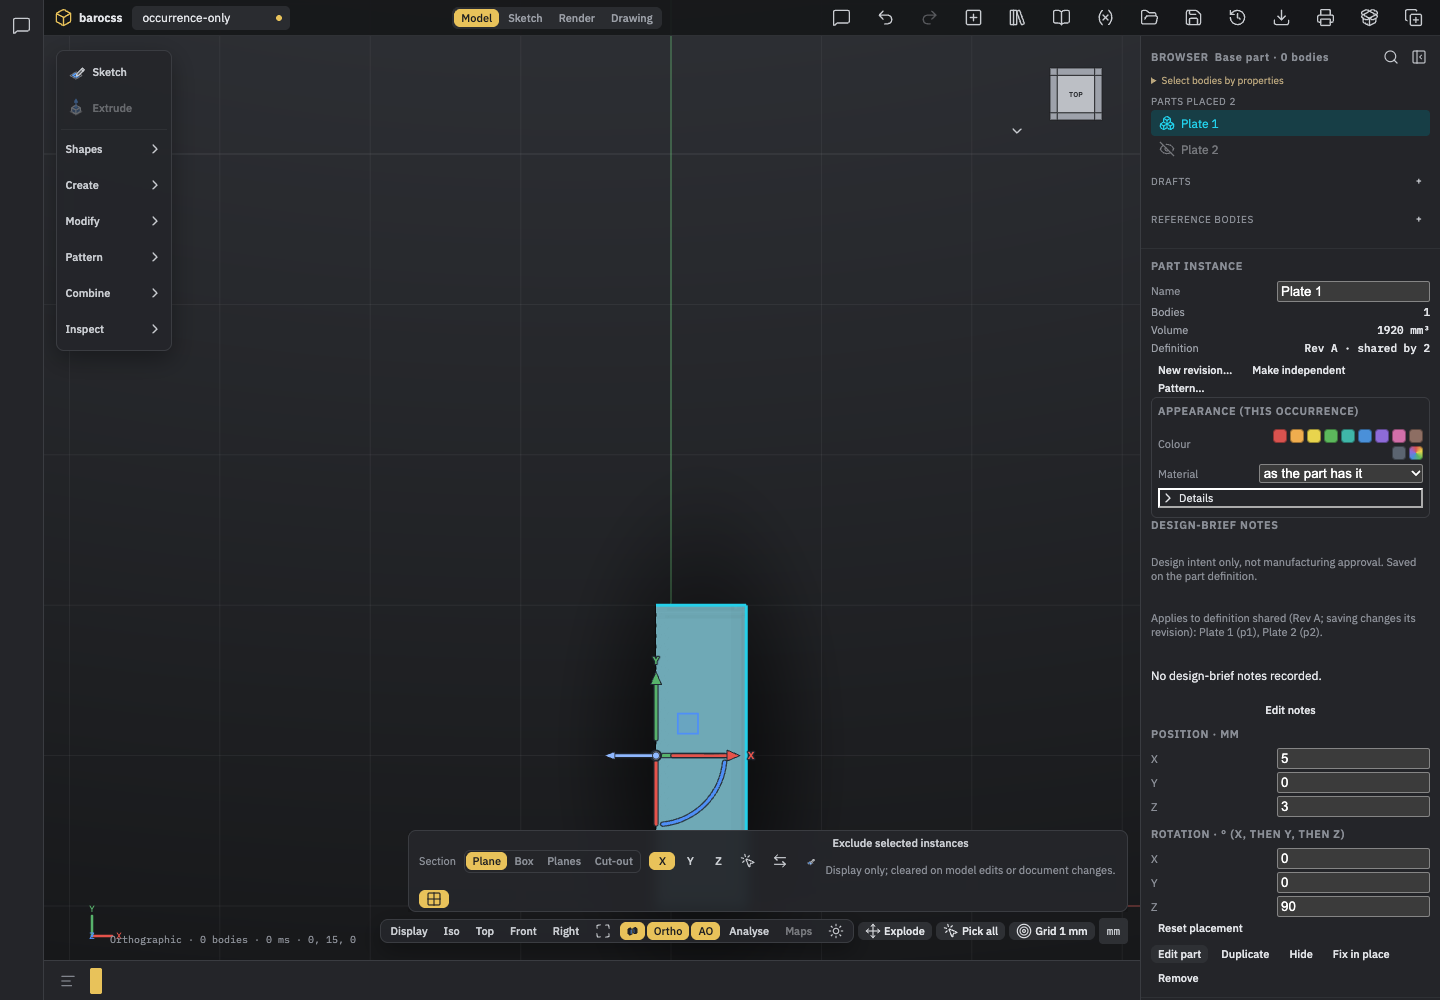 barocss
occurrence-only
Model
Sketch
Render
Drawing
Sketch
Extrude
Shapes
Create
Modify
Pattern
Combine
Inspect
TOP
BROWSER Base part · 0 bodies
Select bodies by properties
PARTS PLACED 2
Plate 1
Plate 2
DRAFTS +
REFERENCE BODIES +
PART INSTANCE
Name Plate 1
Bodies 1
Volume 1920 mm³
Definition Rev A · shared by 2
New revision... Make independent
Pattern...
APPEARANCE (THIS OCCURRENCE)
Colour
Material as the part has it
Details
DESIGN-BRIEF NOTES
Design intent only, not manufacturing approval. Saved
on the part definition.
Applies to definition shared (Rev A; saving changes its
revision): Plate 1 (p1), Plate 2 (p2).
No design-brief notes recorded.
Edit notes
POSITION · MM
X 5
Y 0
Z 3
ROTATION · ° (X, THEN Y, THEN Z)
X 0
Y 0
Z 90
Reset placement
Edit part Duplicate Hide Fix in place
Remove
Y
X
Exclude selected instances
Section Plane Box Planes Cut-out X Y Z
Display only; cleared on model edits or document changes.
Display Iso Top Front Right Ortho AO Analyse Maps Explode Pick all Grid 1 mm mm
Y
Z X
Orthographic · 0 bodies · 0 ms · 0, 15, 0